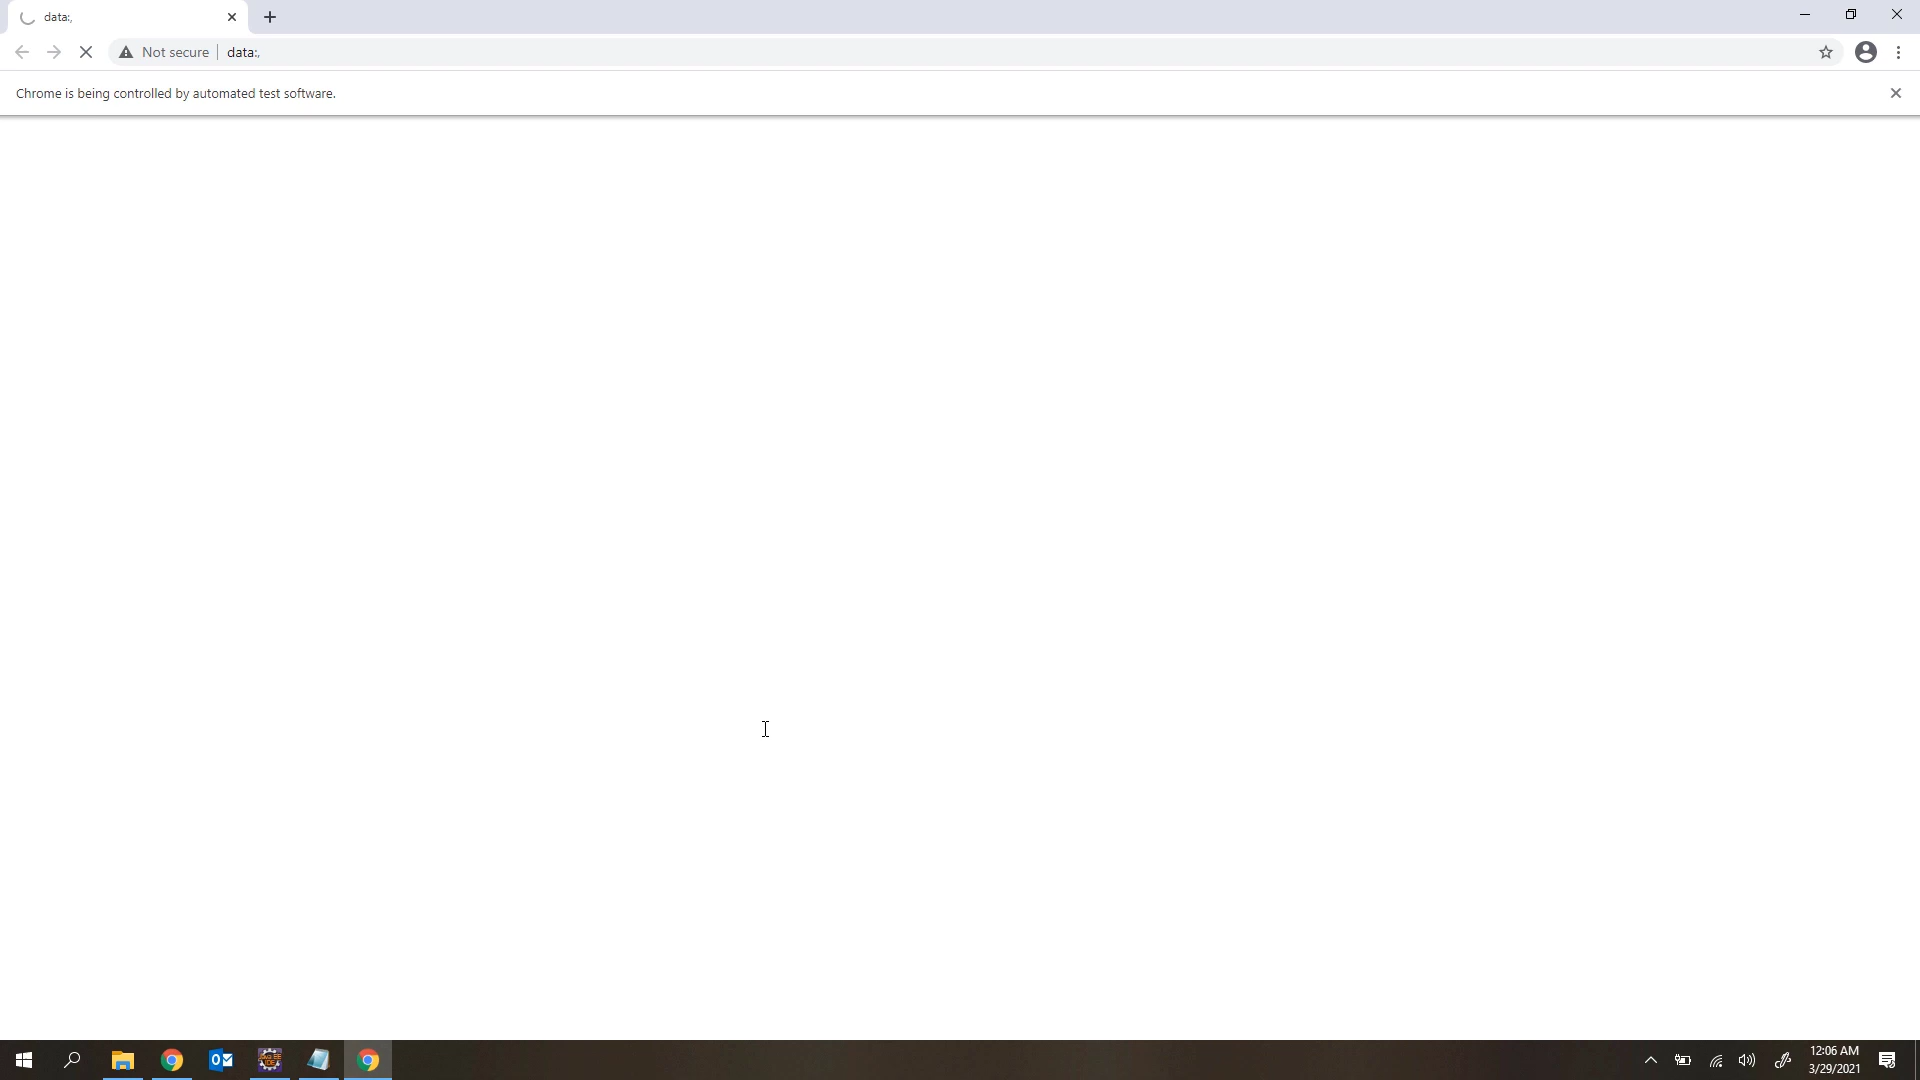 data:,
Not secure
data:,
Chrome is being controlled by automated test software.
12:06 AM
3/29/2021